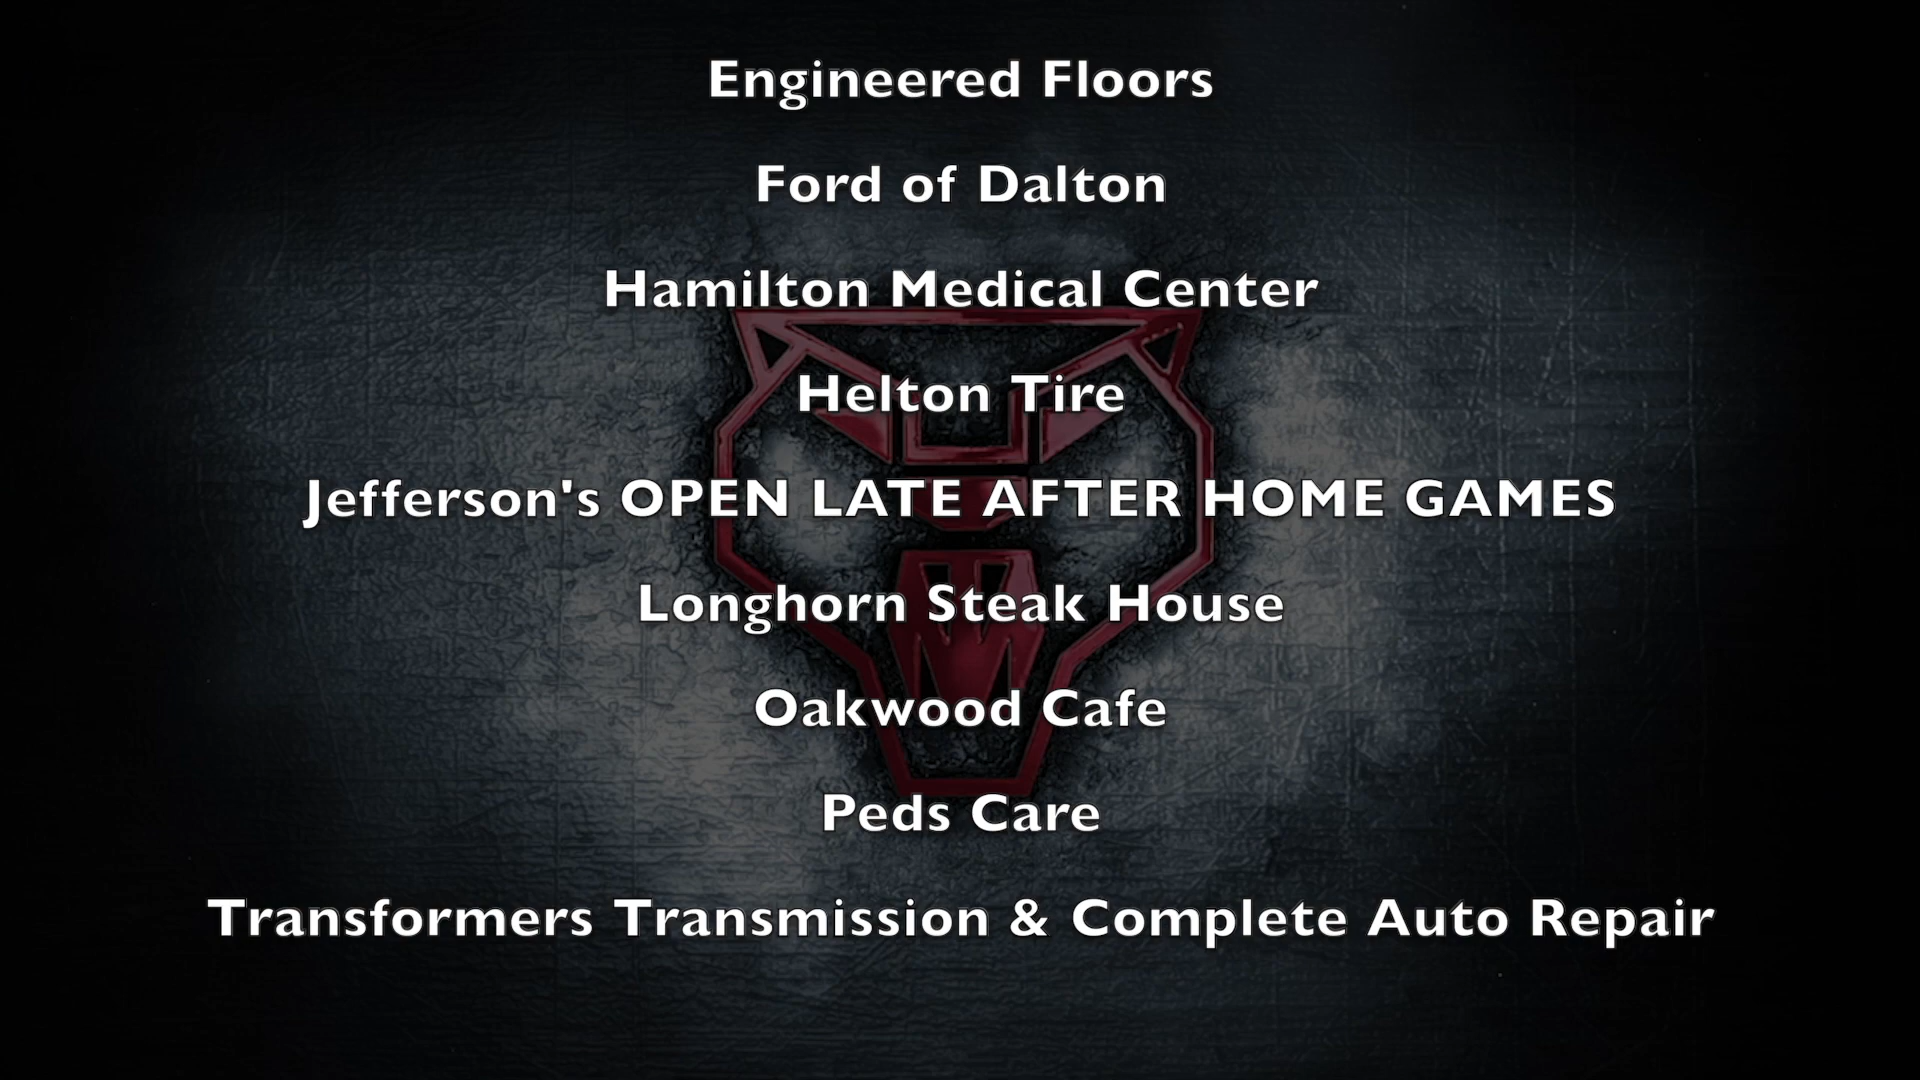 Engineered Floors
Ford of Dalton
Hamilton Medical Center
Helton Tire
Jefferson's OPEN LATE AFTER HOME GAMES
Longhorn Steak House
Oakwood Cafe
Peds Care
Transformers Transmission & Complete Auto Repair